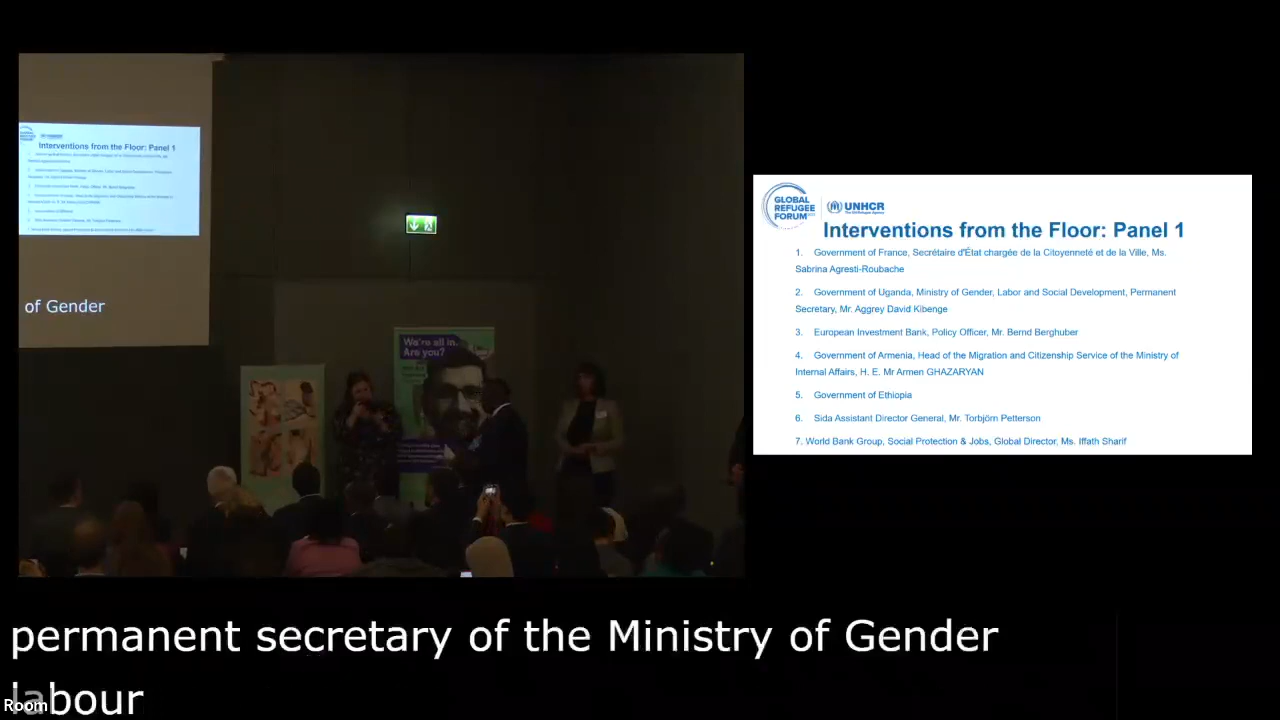 Interventions from the Floor: Panel 1
of Gender
We're all in.
Are you?
GLOBAL
REFUGEE
FORUM
UNHCR
The UN Refugee Agency
Interventions from the Floor: Panel 1
1. Government of France, Secrétaire d'État chargée de la Citoyenneté et de la Ville, Ms.
Sabrina Agresti-Roubache
2. Government of Uganda, Ministry of Gender, Labor and Social Development, Permanent
Secretary, Mr. Aggrey David Kibenge
3. European Investment Bank, Policy Officer, Mr. Bernd Berghuber
4. Government of Armenia, Head of the Migration and Citizenship Service of the Ministry of
Internal Affairs, H. E. Mr Armen GHAZARYAN
5. Government of Ethiopia
6. Sida Assistant Director General, Mr. Torbjörn Petterson
7. World Bank Group, Social Protection & Jobs, Global Director, Ms. Iffath Sharif
permanent secretary of the Ministry of Gender
labour
Room